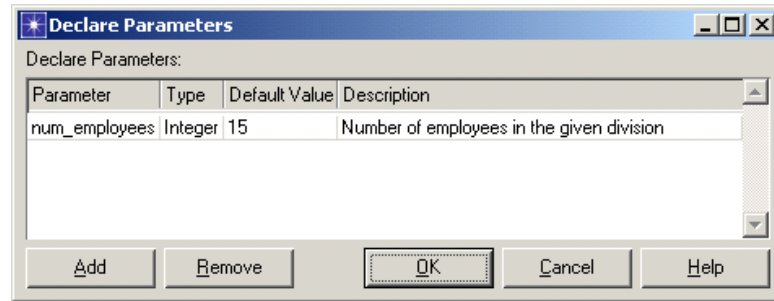 Declare Parameters
Declare Parameters:
Parameter Type Default Value Description
num_employees Integer 15 Number of employees in the given division
Add Remove OK Cancel Help